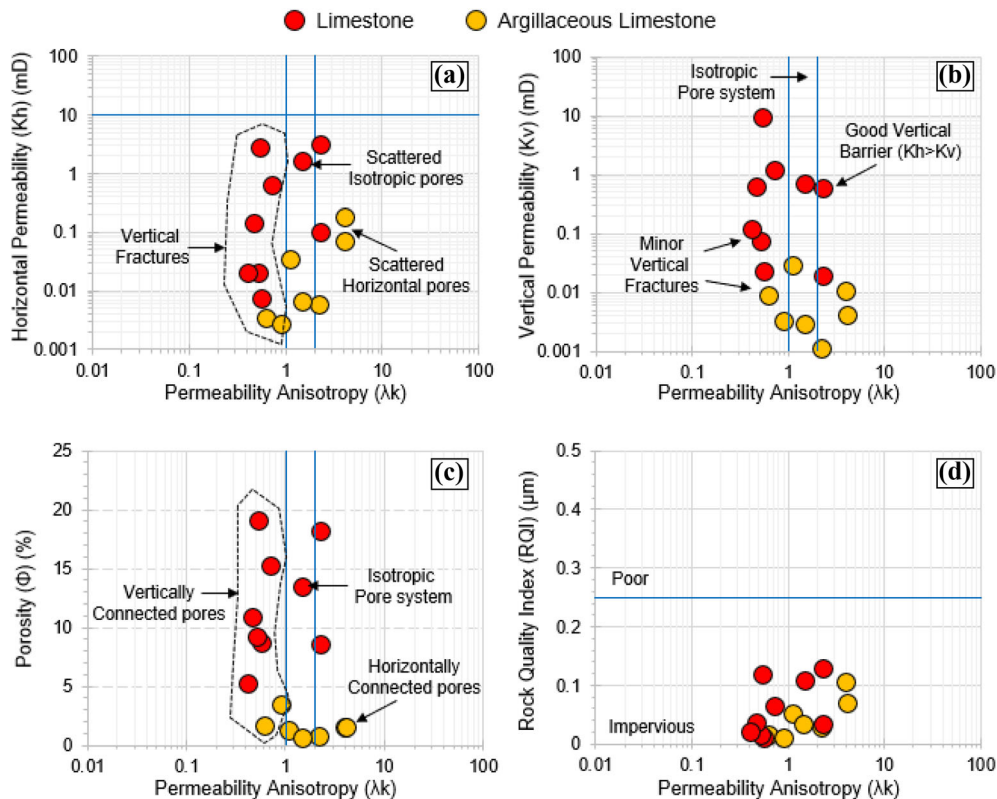 Limestone
Argillaceous Limestone
(a)
Horizontal Permeability (Kh) (mD)
100
10
1
0.1
0.01
0.001
Scattered
Isotropic pores
Vertical
Fractures
Scattered
Horizontal pores
0.01
0.1
1
10
100
Permeability Anisotropy (λk)
(b)
Vertical Permeability (Kv) (mD)
100
10
1
0.1
0.01
0.001
Isotropic
Pore system
Good Vertical
Barrier (Kh>Kv)
Minor
Vertical
Fractures
0.01
0.1
1
10
100
Permeability Anisotropy (λk)
(c)
Porosity (Φ) (%)
25
20
15
10
5
0
Vertically
Connected pores
Isotropic
Pore system
Horizontally
Connected pores
0.01
0.1
1
10
100
Permeability Anisotropy (λk)
(d)
Rock Quality Index (RQI) (μm)
0.5
0.4
0.3
0.2
0.1
0
Poor
Impervious
0.01
0.1
1
10
100
Permeability Anisotropy (λk)